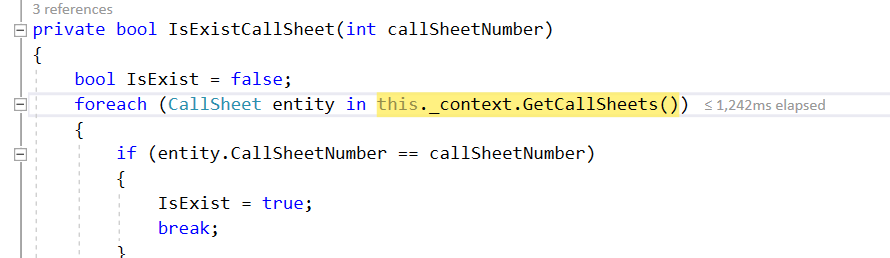 3 references
private bool IsExistCallSheet(int callSheetNumber)
{
bool IsExist = false;
foreach (CallSheet entity in this._context.GetCallSheets()) ≤ 1,242ms elapsed
{
if (entity.CallSheetNumber == callSheetNumber)
{
IsExist = true;
break;
}